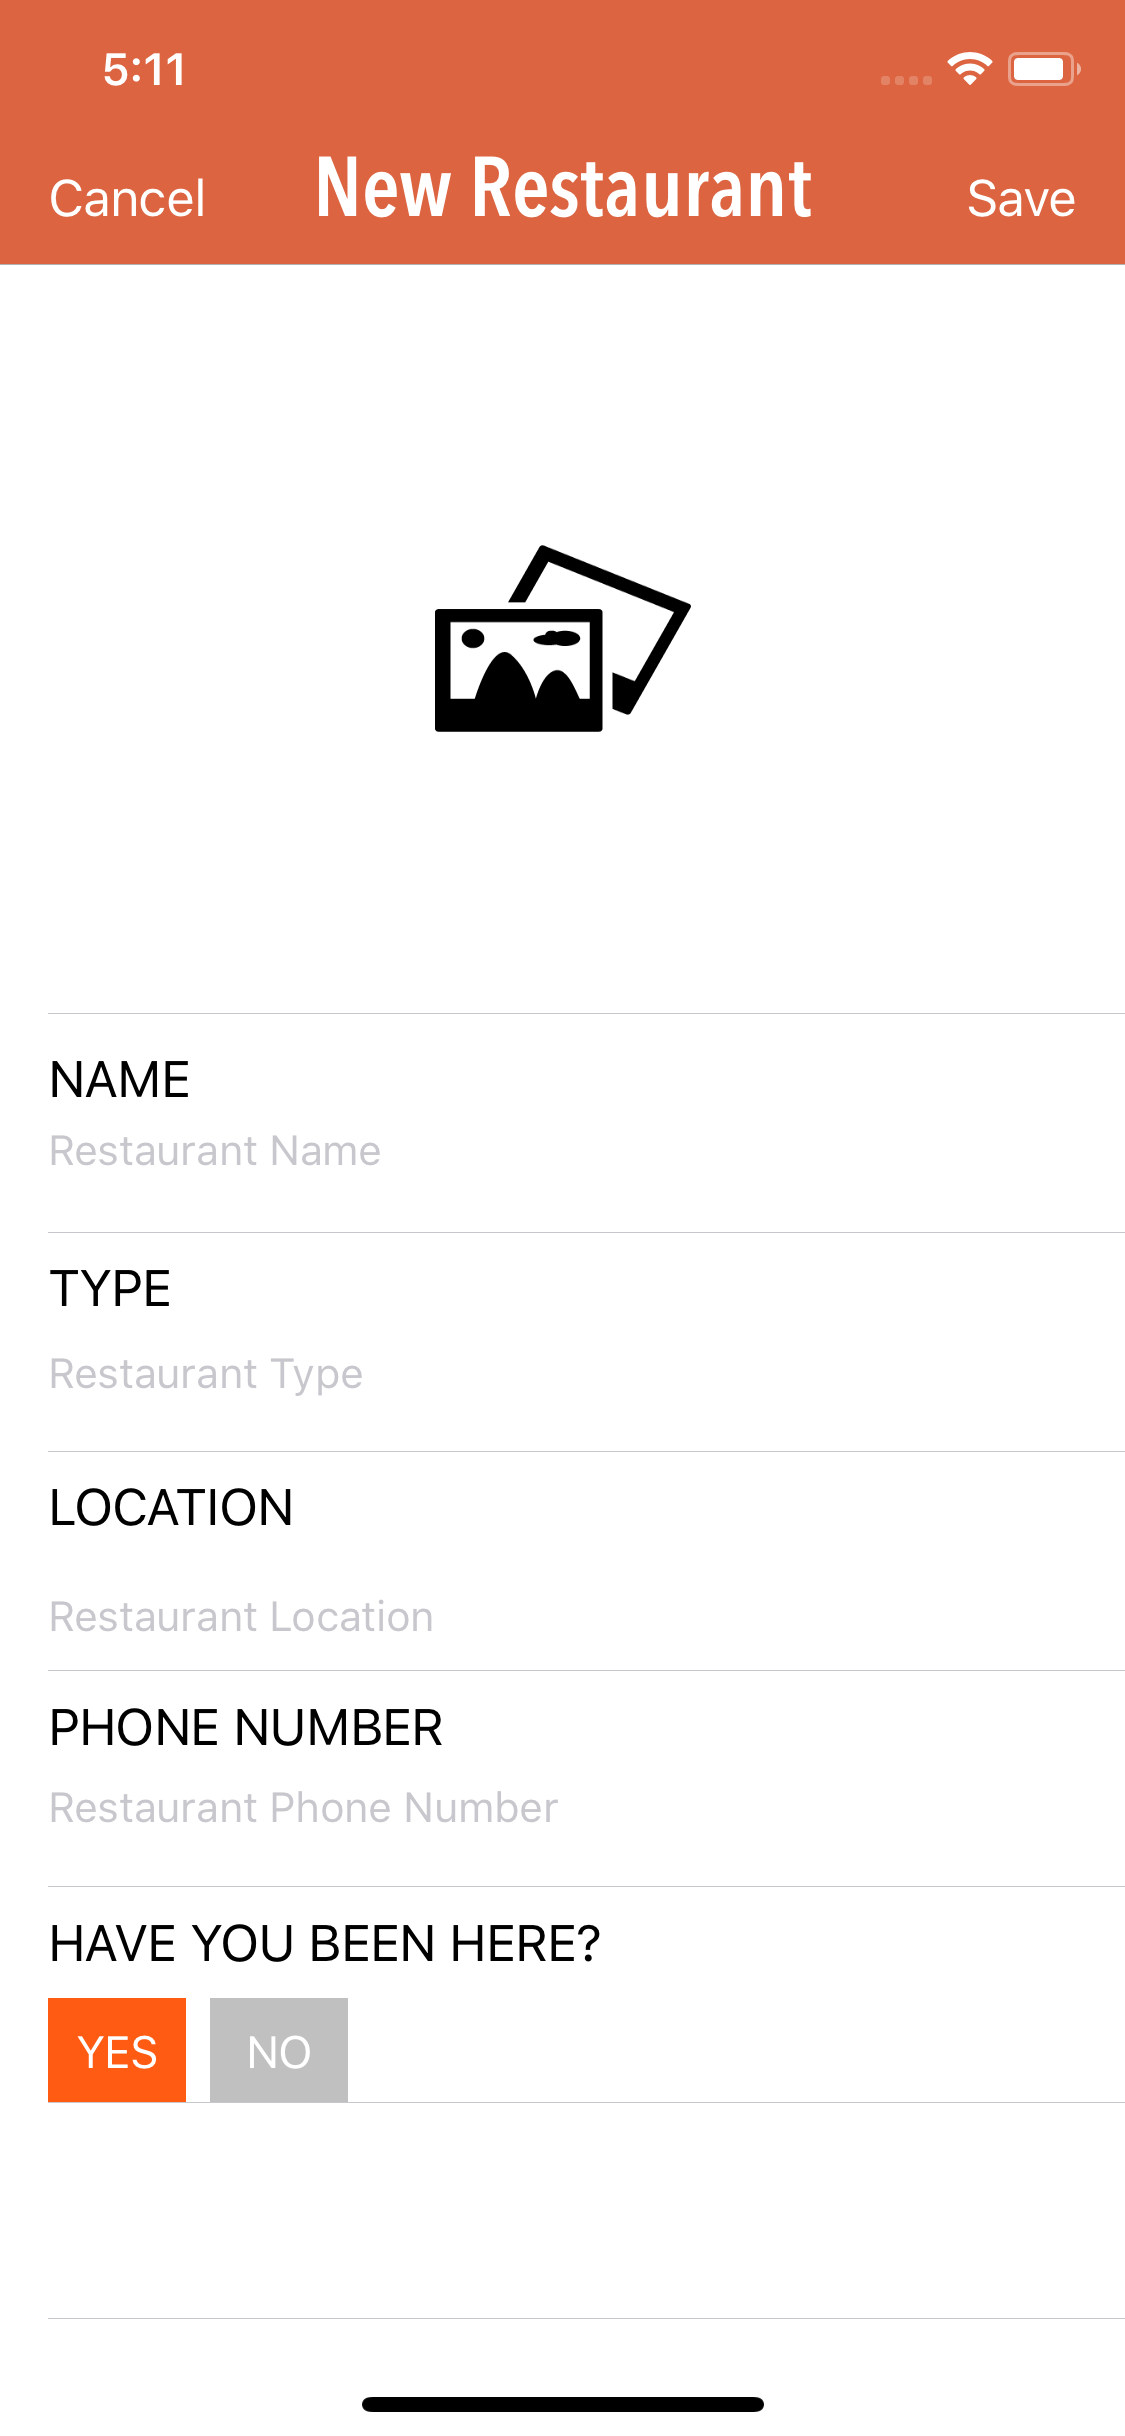 5:11
Cancel New Restaurant Save
NAME
Restaurant Name
TYPE
Restaurant Type
LOCATION
Restaurant Location
PHONE NUMBER
Restaurant Phone Number
HAVE YOU BEEN HERE?
YES NO